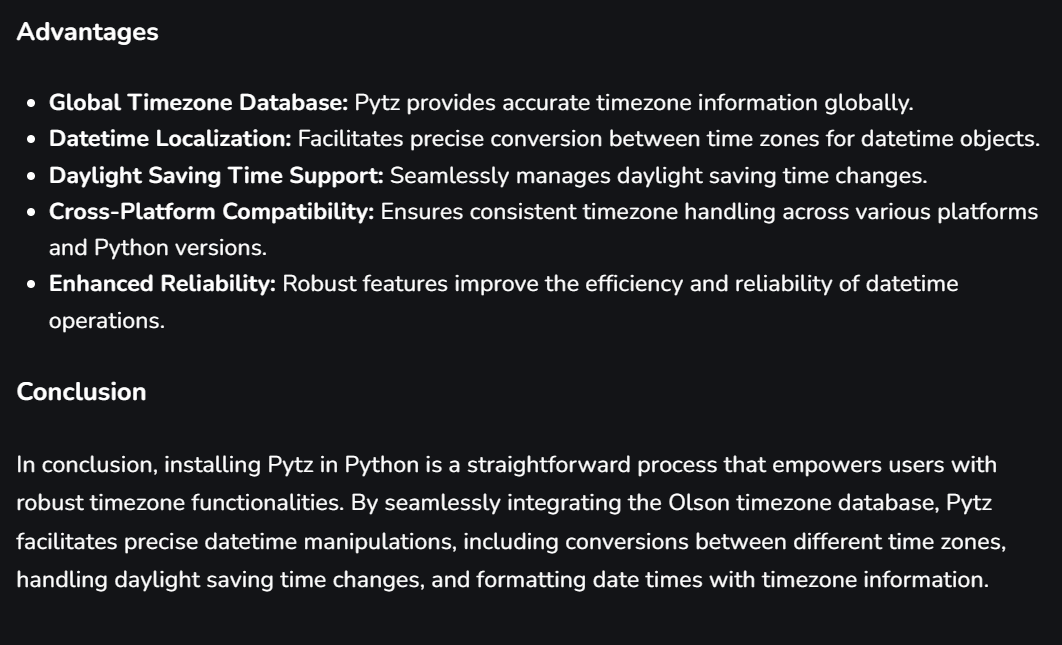 Advantages
• Global Timezone Database: Pytz provides accurate timezone information globally.
• Datetime Localization: Facilitates precise conversion between time zones for datetime objects.
• Daylight Saving Time Support: Seamlessly manages daylight saving time changes.
• Cross-Platform Compatibility: Ensures consistent timezone handling across various platforms
and Python versions.
• Enhanced Reliability: Robust features improve the efficiency and reliability of datetime
operations.
Conclusion
In conclusion, installing Pytz in Python is a straightforward process that empowers users with
robust timezone functionalities. By seamlessly integrating the Olson timezone database, Pytz
facilitates precise datetime manipulations, including conversions between different time zones,
handling daylight saving time changes, and formatting date times with timezone information.